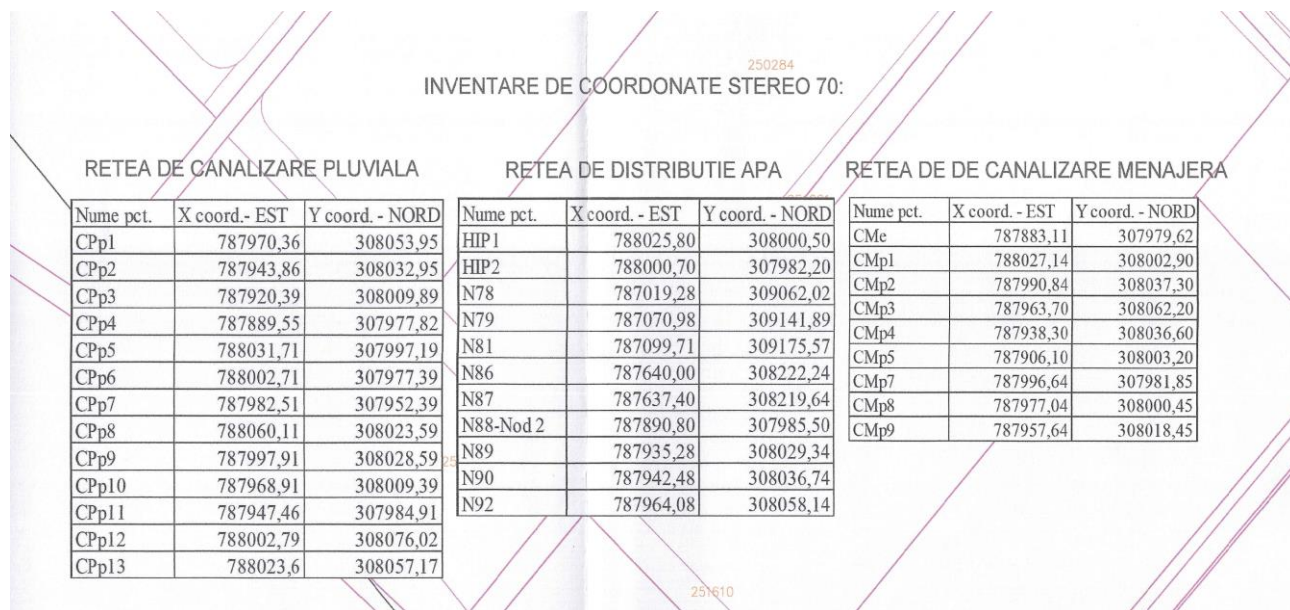 250284
INVENTARE DE COORDONATE STEREO 70:
RETEA DE CANALIZARE PLUVIALA
Nume pct. X coord.- EST Y coord. - NORD
CPp1 787970,36 308053,95
CPp2 787943,86 308032,95
CPp3 787920,39 308009,89
CPp4 787889,55 307977,82
CPp5 788031,71 307997,19
CPp6 788002,71 307977,39
CPp7 787982,51 307952,39
CPp8 788060,11 308023,59
CPp9 787997,91 308028,59
CPp10 787968,91 308009,39
CPp11 787947,46 307984,91
CPp12 788002,79 308076,02
CPp13 788023,6 308057,17
RETEA DE DISTRIBUTIE APA
Nume pct. X coord. - EST Y coord. - NORD
HIP1 788025,80 308000,50
HIP2 788000,70 307982,20
N78 787019,28 309062,02
N79 787070,98 309141,89
N81 787099,71 309175,57
N86 787640,00 308222,24
N87 787637,40 308219,64
N88-Nod 2 787890,80 307985,50
N89 787935,28 308029,34
N90 787942,48 308036,74
N92 787964,08 308058,14
RETEA DE DE CANALIZARE MENAJERA
Nume pct. X coord. - EST Y coord. - NORD
CMe 787883,11 307979,62
CMp1 788027,14 308002,90
CMp2 787990,84 308037,30
CMp3 787963,70 308062,20
CMp4 787938,30 308036,60
CMp5 787906,10 308003,20
CMp7 787996,64 307981,85
CMp8 787977,04 308000,45
CMp9 787957,64 308018,45
251610